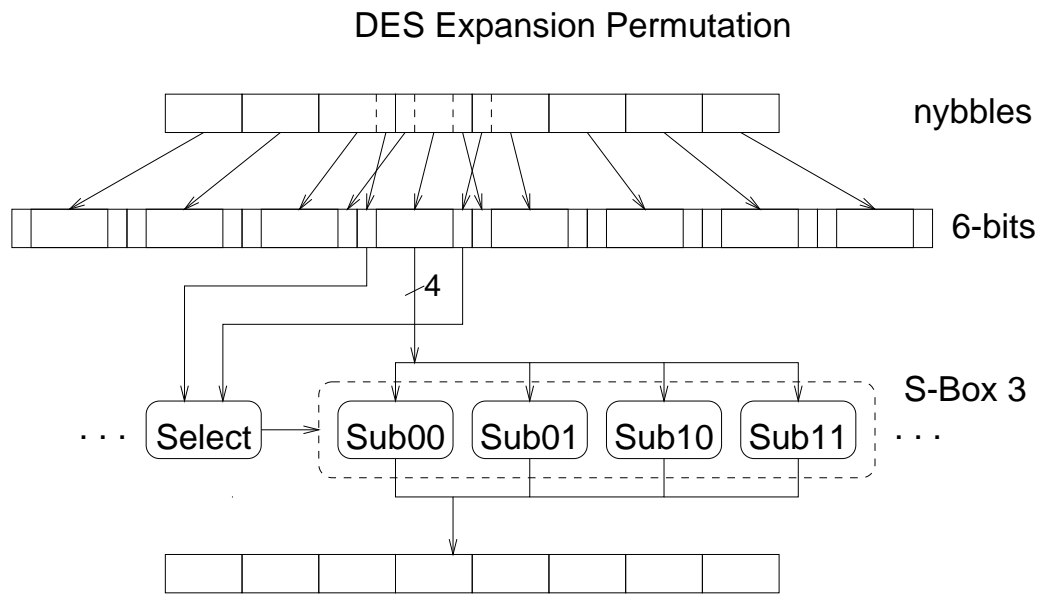 DES Expansion Permutation
nybbles
6-bits
4
S-Box 3
. . . Select Sub00 Sub01 Sub10 Sub11 . . .